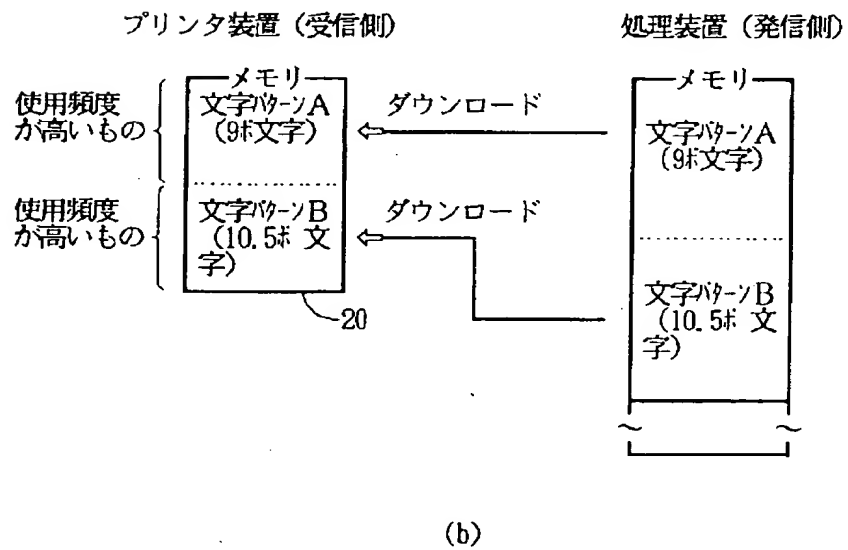 プリンタ装置（受信側）
処理装置（発信側）
メモリ
使用頻度
が高いもの
文字パターンA
（9ポ文字）
ダウンロード
使用頻度
が高いもの
文字パターンB
（10.5ポ 文
字）
ダウンロード
20
メモリ
文字パターンA
（9ポ文字）
文字パターンB
（10.5ポ 文
字）
(b)